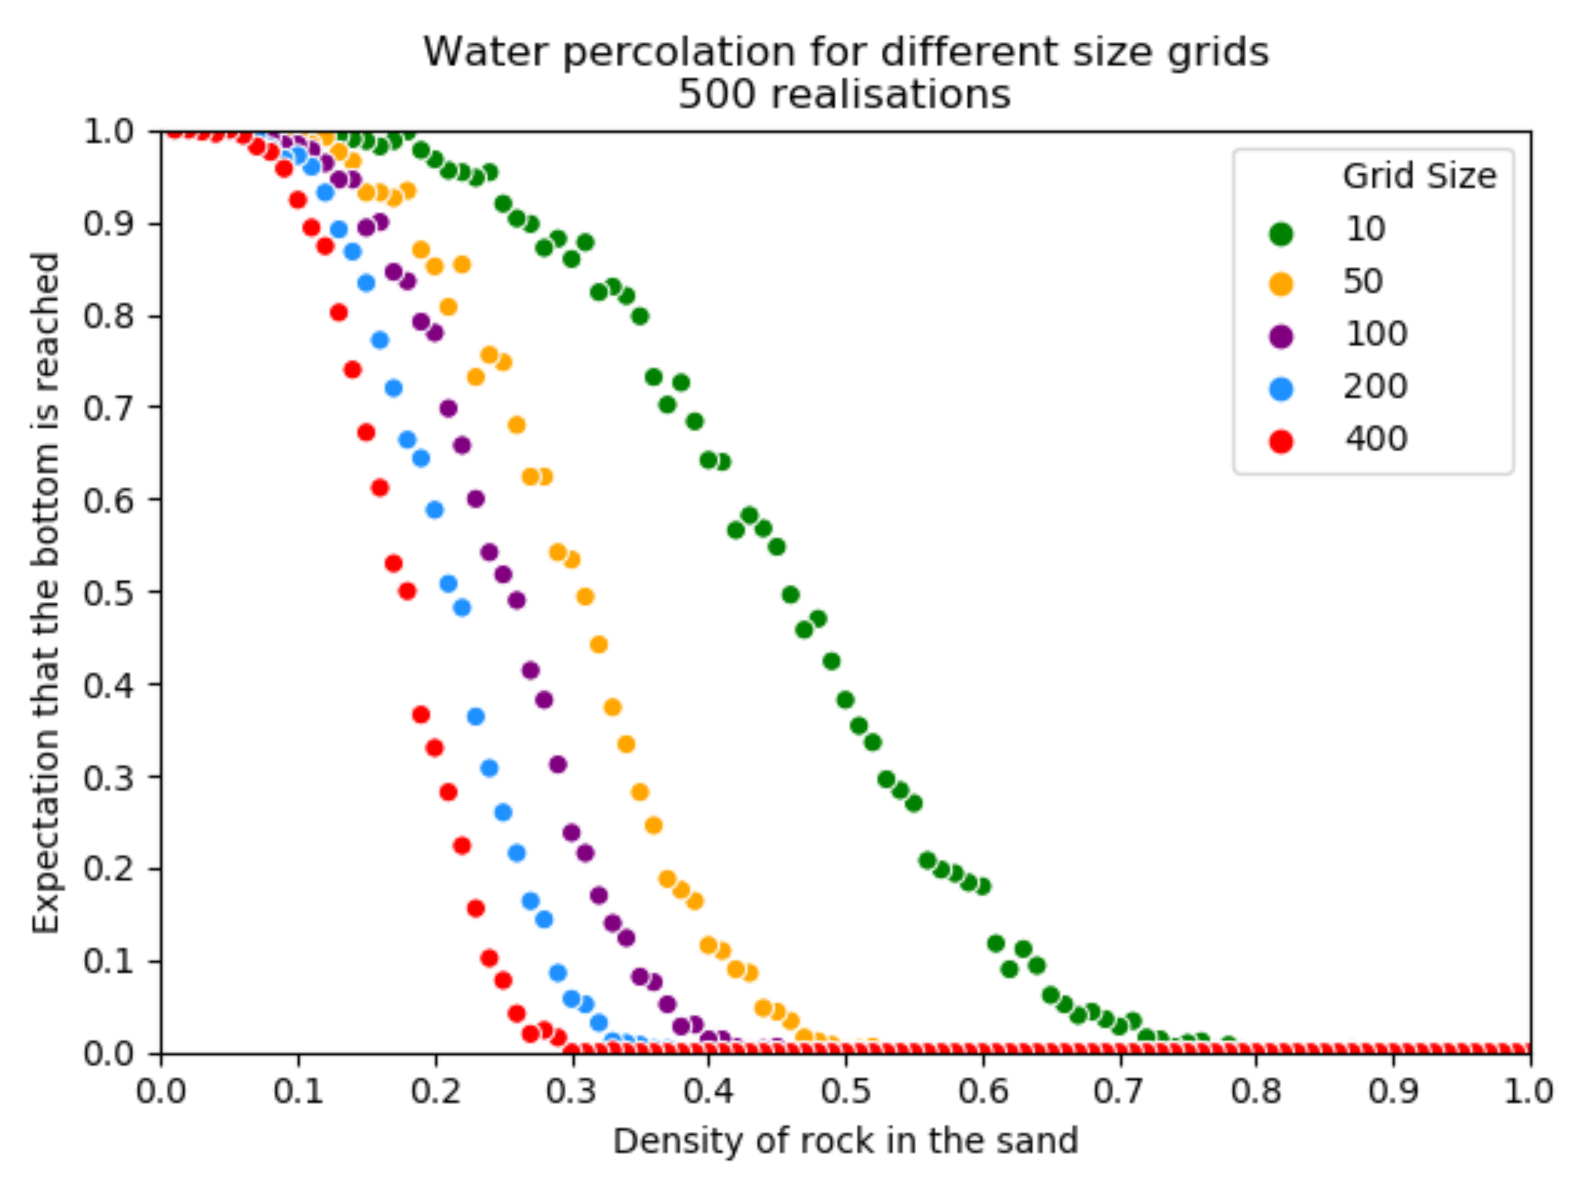 Water percolation for different size grids
500 realisations
Expectation that the bottom is reached
1.0
0.9
0.8
0.7
0.6
0.5
0.4
0.3
0.2
0.1
0.0
Grid Size
10
50
100
200
400
0.0 0.1 0.2 0.3 0.4 0.5 0.6 0.7 0.8 0.9 1.0
Density of rock in the sand